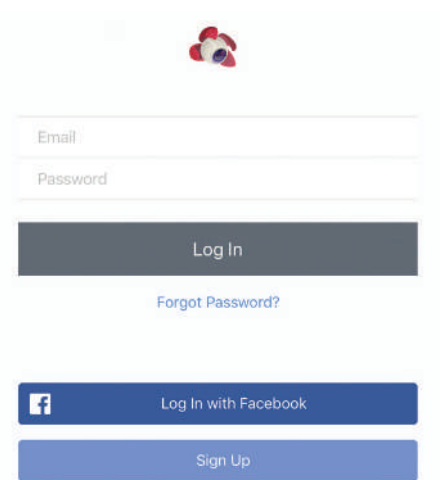 Email
Password
Log In
Forgot Password?
Log In with Facebook
Sign Up